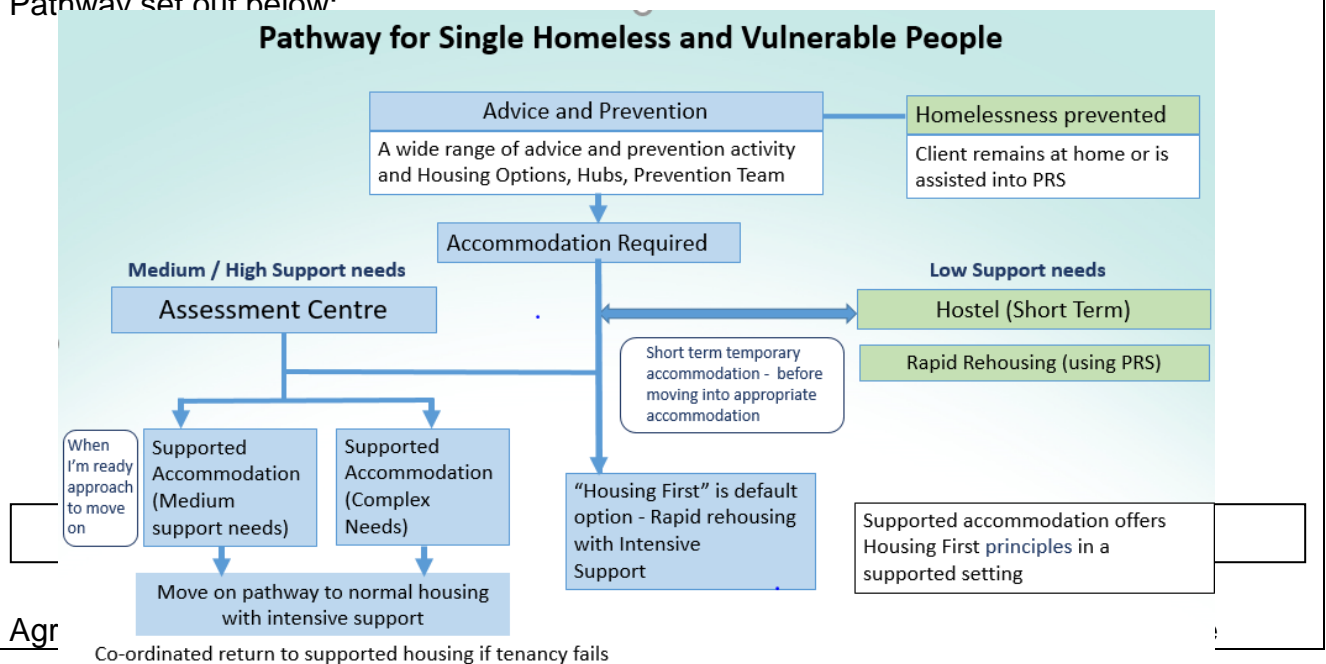 Pathway set out below:
Pathway for Single Homeless and Vulnerable People
Advice and Prevention
A wide range of advice and prevention activity
and Housing Options, Hubs, Prevention Team
Homelessness prevented
Client remains at home or is
assisted into PRS
Accommodation Required
Medium / High Support needs
Assessment Centre
Low Support needs
Hostel (Short Term)
Rapid Rehousing (using PRS)
Short term temporary
accommodation - before
moving into appropriate
accommodation
When
I'm ready
approach
to move
on
Supported
Accommodation
(Medium
support needs)
Supported
Accommodation
(Complex
Needs)
“Housing First” is default
option - Rapid rehousing
with Intensive
Support
Supported accommodation offers
Housing First principles in a
supported setting
Move on pathway to normal housing
with intensive support
Agr
Co-ordinated return to supported housing if tenancy fails